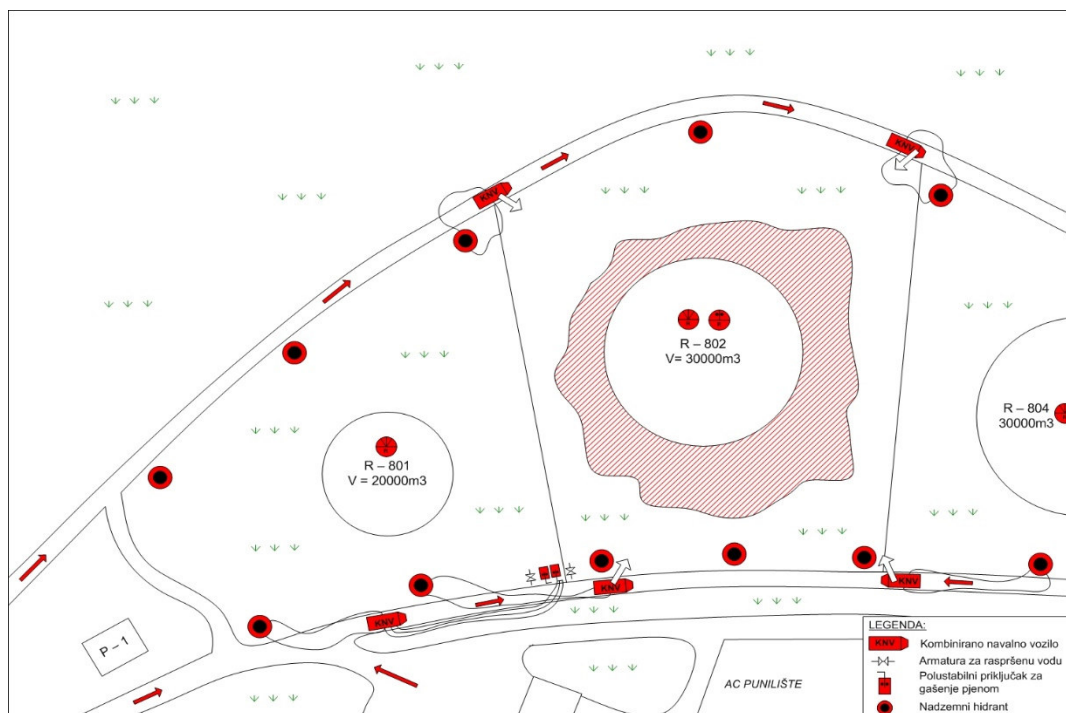 KNV
KNV
R – 802
V= 30000m3
R – 804
30000m3
R – 801
V = 20000m3
KNV
KNV
KNV
P – 1
AC PUNILIŠTE
LEGENDA:
KNV
Kombinirano navalno vozilo
Armatura za raspršenu vodu
Polustabilni priključak za
gašenje pjenom
Nadzemni hidrant